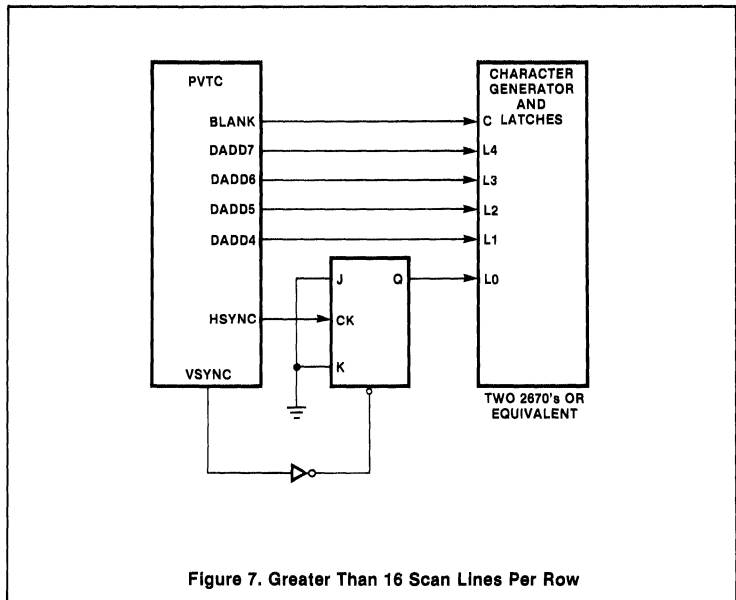 PVTC
CHARACTER
GENERATOR
AND
LATCHES
BLANK
C
DADD7
L4
DADD6
L3
DADD5
L2
DADD4
L1
J
Q
L0
HSYNC
CK
K
VSYNC
TWO 2670's OR
EQUIVALENT
Figure 7. Greater Than 16 Scan Lines Per Row